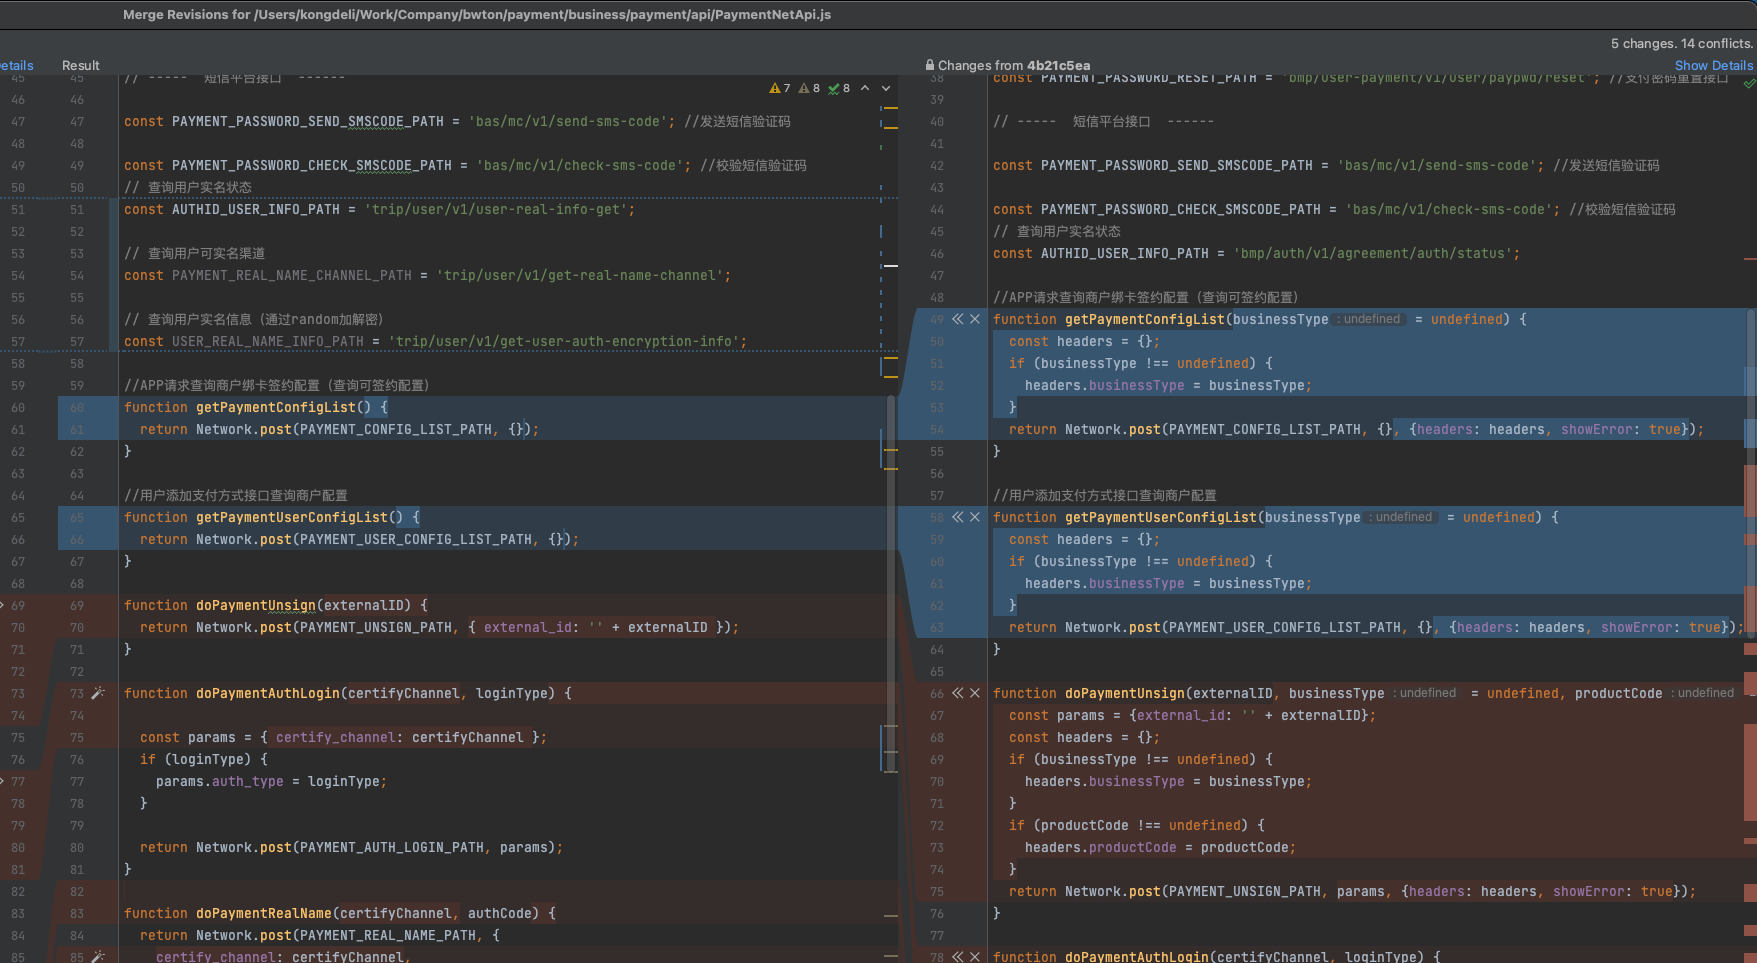 Merge Revisions for /Users/kongdeli/Work/Company/bwton/payment/business/payment/api/PaymentNetApi.js
5 changes. 14 conflicts.
etails
Result
Changes from 4b21c5ea
Show Details
7 8 8
45 45 // ----- 短信平台接口 ------
46 46
47 47 const PAYMENT_PASSWORD_SEND_SMSCODE_PATH = 'bas/mc/v1/send-sms-code'; //发送短信验证码
48 48
49 49 const PAYMENT_PASSWORD_CHECK_SMSCODE_PATH = 'bas/mc/v1/check-sms-code'; //校验短信验证码
50 50 // 查询用户实名状态
51 51 const AUTHID_USER_INFO_PATH = 'trip/user/v1/user-real-info-get';
52 52
53 53 // 查询用户可实名渠道
54 54 const PAYMENT_REAL_NAME_CHANNEL_PATH = 'trip/user/v1/get-real-name-channel';
55 55
56 56 // 查询用户实名信息（通过random加解密）
57 57 const USER_REAL_NAME_INFO_PATH = 'trip/user/v1/get-user-auth-encryption-info';
58 58
59 59 //APP请求查询商户绑卡签约配置（查询可签约配置）
60 60 function getPaymentConfigList() {
61 61 return Network.post(PAYMENT_CONFIG_LIST_PATH, {});
62 62 }
63 63
64 64 //用户添加支付方式接口查询商户配置
65 65 function getPaymentUserConfigList() {
66 66 return Network.post(PAYMENT_USER_CONFIG_LIST_PATH, {});
67 67 }
68 68
69 69 function doPaymentUnsign(externalID) {
70 70 return Network.post(PAYMENT_UNSIGN_PATH, { external_id: '' + externalID });
71 71 }
72 72
73 73 function doPaymentAuthLogin(certifyChannel, loginType) {
74 74
75 75 const params = { certify_channel: certifyChannel };
76 76 if (loginType) {
77 77 params.auth_type = loginType;
78 78 }
79 79
80 80 return Network.post(PAYMENT_AUTH_LOGIN_PATH, params);
81 81 }
82 82
83 83 function doPaymentRealName(certifyChannel, authCode) {
84 84 return Network.post(PAYMENT_REAL_NAME_PATH, {
85 85 certify_channel: certifyChannel,
38 const PAYMENT_PASSWORD_RESET_PATH = 'bmp/user-payment/v1/user/paypwd/reset'; //支付密码重置接口
39
40 // ----- 短信平台接口 ------
41
42 const PAYMENT_PASSWORD_SEND_SMSCODE_PATH = 'bas/mc/v1/send-sms-code'; //发送短信验证码
43
44 const PAYMENT_PASSWORD_CHECK_SMSCODE_PATH = 'bas/mc/v1/check-sms-code'; //校验短信验证码
45 // 查询用户实名状态
46 const AUTHID_USER_INFO_PATH = 'bmp/auth/v1/agreement/auth/status';
47
48 //APP请求查询商户绑卡签约配置（查询可签约配置）
49 function getPaymentConfigList(businessType : undefined = undefined) {
50 const headers = {};
51 if (businessType !== undefined) {
52 headers.businessType = businessType;
53 }
54 return Network.post(PAYMENT_CONFIG_LIST_PATH, {}, {headers: headers, showError: true});
55 }
56
57 //用户添加支付方式接口查询商户配置
58 function getPaymentUserConfigList(businessType : undefined = undefined) {
59 const headers = {};
60 if (businessType !== undefined) {
61 headers.businessType = businessType;
62 }
63 return Network.post(PAYMENT_USER_CONFIG_LIST_PATH, {}, {headers: headers, showError: true});
64 }
65
66 function doPaymentUnsign(externalID, businessType : undefined = undefined, productCode : undefined
67 const params = {external_id: '' + externalID};
68 const headers = {};
69 if (businessType !== undefined) {
70 headers.businessType = businessType;
71 }
72 if (productCode !== undefined) {
73 headers.productCode = productCode;
74 }
75 return Network.post(PAYMENT_UNSIGN_PATH, params, {headers: headers, showError: true});
76 }
77
78 function doPaymentAuthLogin(certifyChannel, loginType) {